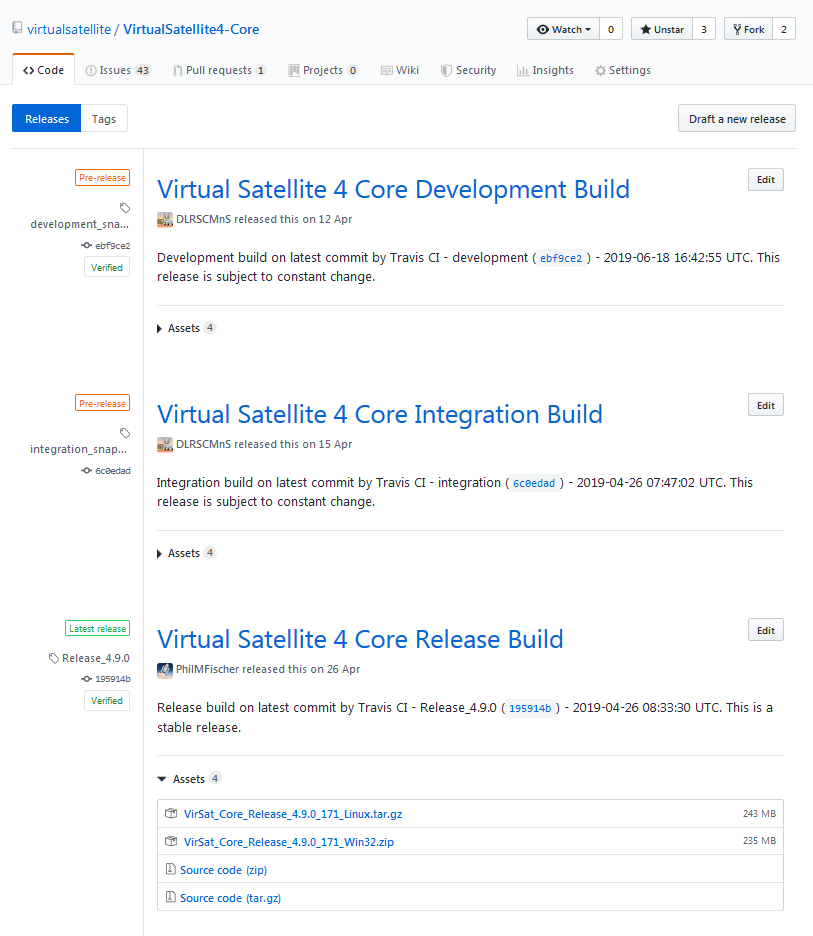 virtualsatellite / VirtualSatellite4-Core
Watch 0 Unstar 3 Fork 2
Code Issues 43 Pull requests 1 Projects 0 Wiki Security Insights Settings
Releases Tags Draft a new release
Pre-release
development_sna...
ebf9ce2
Verified
Virtual Satellite 4 Core Development Build Edit
DLRSCMnS released this on 12 Apr
Development build on latest commit by Travis CI - development ( ebf9ce2 ) - 2019-06-18 16:42:55 UTC. This
release is subject to constant change.
Assets 4
Pre-release
integration_snap...
6c0edad
Virtual Satellite 4 Core Integration Build Edit
DLRSCMnS released this on 15 Apr
Integration build on latest commit by Travis CI - integration ( 6c0edad ) - 2019-04-26 07:47:02 UTC. This
release is subject to constant change.
Assets 4
Latest release
Release_4.9.0
195914b
Verified
Virtual Satellite 4 Core Release Build Edit
PhilMFischer released this on 26 Apr
Release build on latest commit by Travis CI - Release_4.9.0 ( 195914b ) - 2019-04-26 08:33:30 UTC. This is a
stable release.
Assets 4
VirSat_Core_Release_4.9.0_171_Linux.tar.gz 243 MB
VirSat_Core_Release_4.9.0_171_Win32.zip 235 MB
Source code (zip)
Source code (tar.gz)